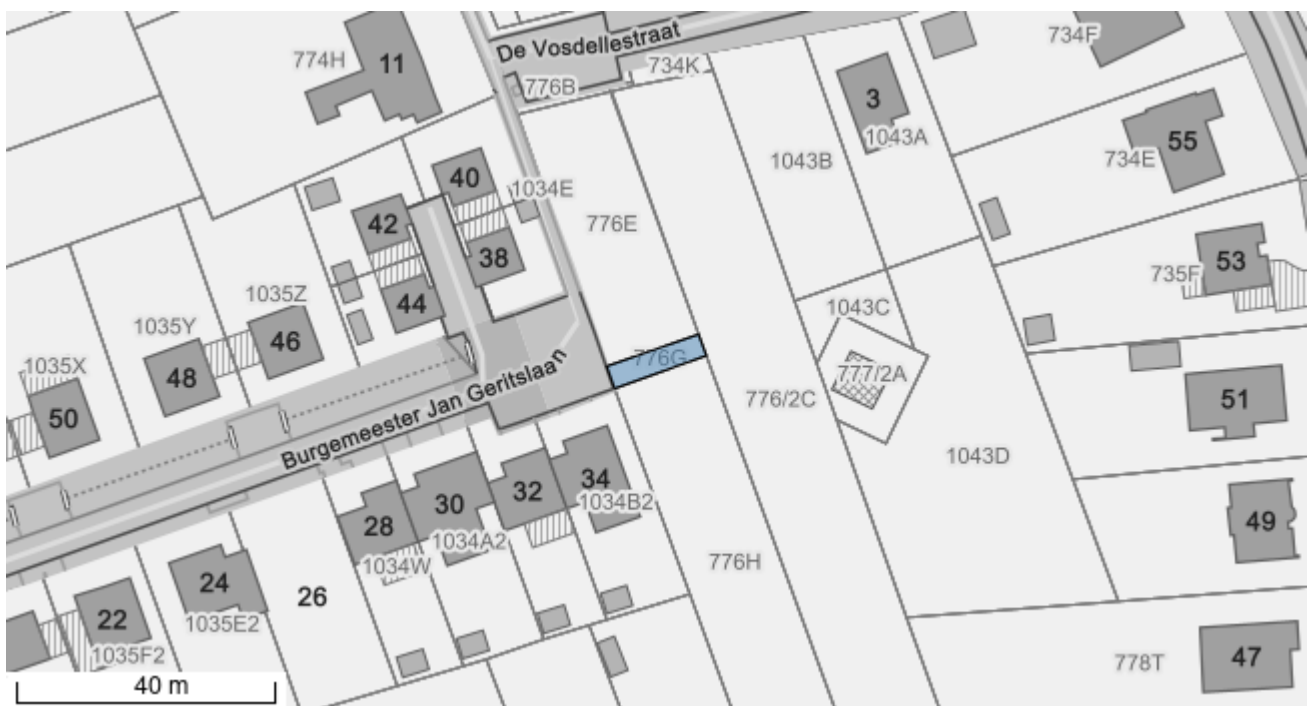 De Vosdellestraat
734F
774H
11
734K
776B
3
1043A
55
1043B
734E
40
1034E
42
776E
38
53
735F
1035Z
44
1043C
1035Y
46
776G
1035X
48
777/2A
Burgemeester Jan Geritslaan
776/2C
51
50
1043D
34
32
1034B2
30
28
49
1034A2
1034W
776H
24
26
22
1035E2
1035F2
47
778T
40 m